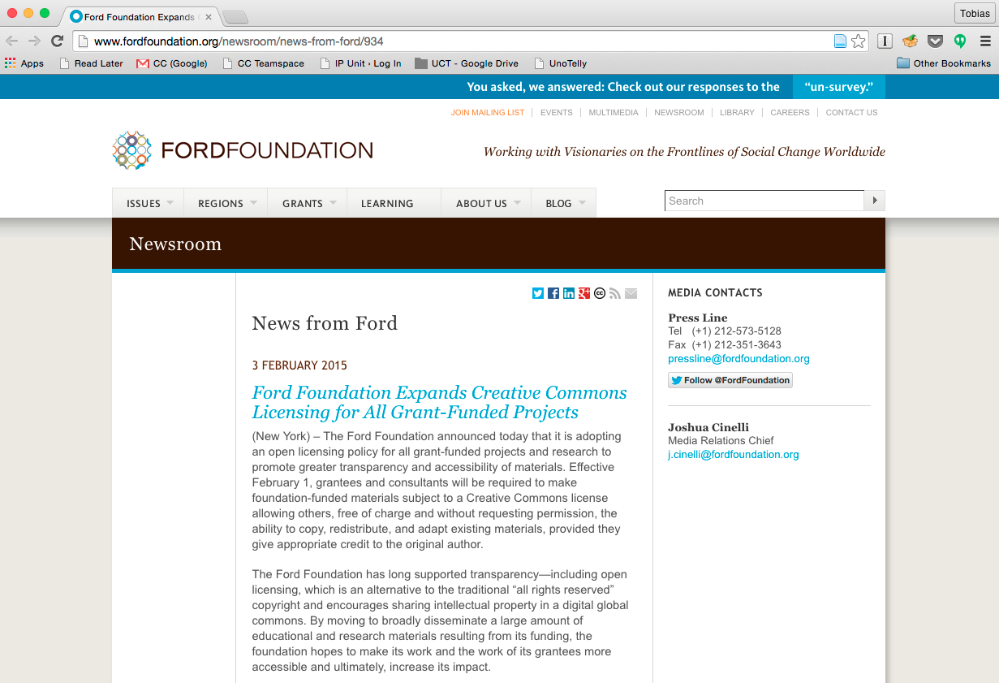 Ford Foundation Expands C
Tobias
www.fordfoundation.org/newsroom/news-from-ford/934
Apps Read Later CC (Google) CC Teamspace IP Unit › Log In UCT - Google Drive UnoTelly Other Bookmarks
You asked, we answered: Check out our responses to the “un-survey.”
JOIN MAILING LIST | EVENTS | MULTIMEDIA | NEWSROOM | LIBRARY | CAREERS | CONTACT US
FORDFOUNDATION
Working with Visionaries on the Frontlines of Social Change Worldwide
ISSUES REGIONS GRANTS LEARNING ABOUT US BLOG
Search
Newsroom
News from Ford
3 FEBRUARY 2015
Ford Foundation Expands Creative Commons
Licensing for All Grant-Funded Projects
(New York) – The Ford Foundation announced today that it is adopting
an open licensing policy for all grant-funded projects and research to
promote greater transparency and accessibility of materials. Effective
February 1, grantees and consultants will be required to make
foundation-funded materials subject to a Creative Commons license
allowing others, free of charge and without requesting permission, the
ability to copy, redistribute, and adapt existing materials, provided they
give appropriate credit to the original author.
The Ford Foundation has long supported transparency—including open
licensing, which is an alternative to the traditional “all rights reserved”
copyright and encourages sharing intellectual property in a digital global
commons. By moving to broadly disseminate a large amount of
educational and research materials resulting from its funding, the
foundation hopes to make its work and the work of its grantees more
accessible and ultimately, increase its impact.
MEDIA CONTACTS
Press Line
Tel (+1) 212-573-5128
Fax (+1) 212-351-3643
pressline@fordfoundation.org
Follow @FordFoundation
Joshua Cinelli
Media Relations Chief
j.cinelli@fordfoundation.org